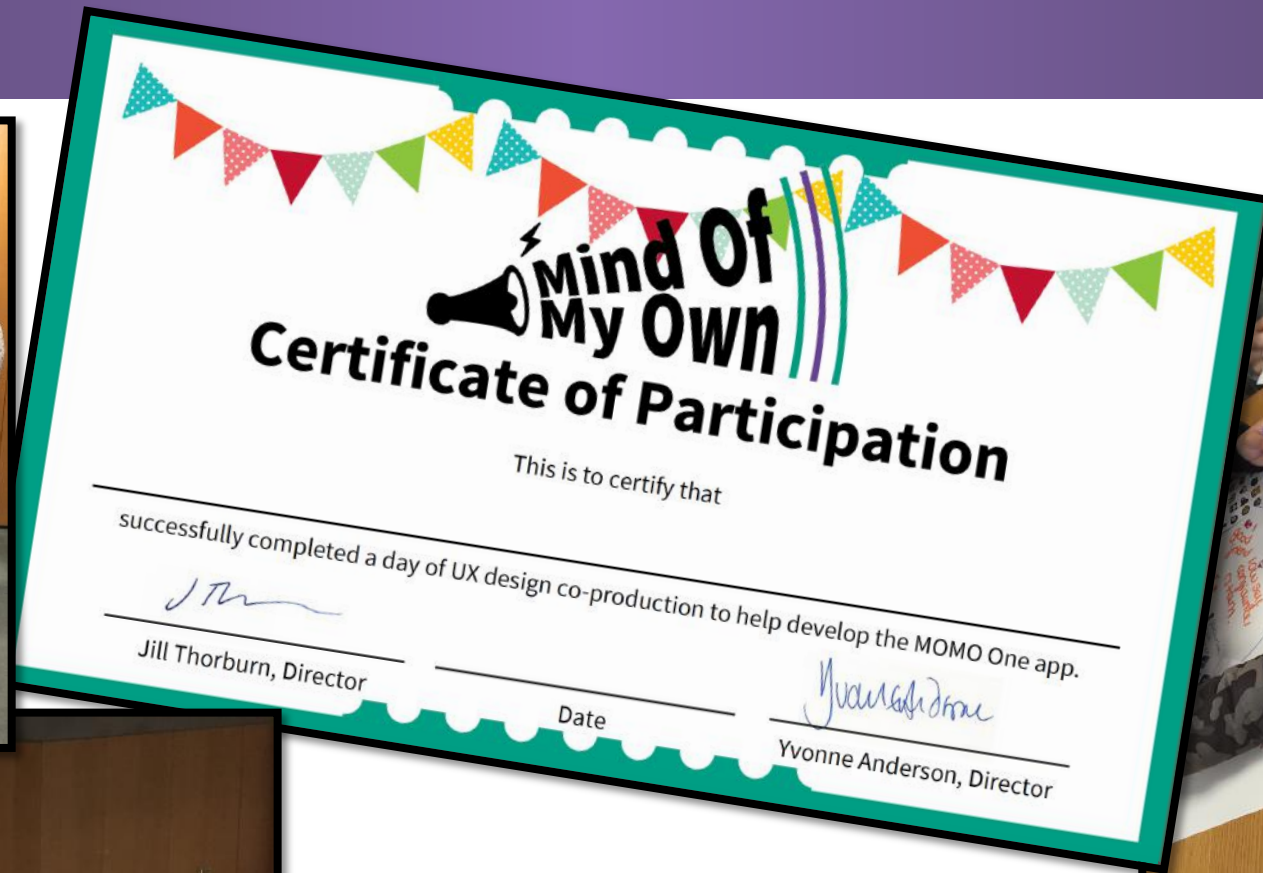 Mind Of
My Own
Certificate of Participation
This is to certify that
successfully completed a day of UX design co-production to help develop the MOMO One app.
Jill Thorburn, Director
Date
Yvonne Anderson, Director